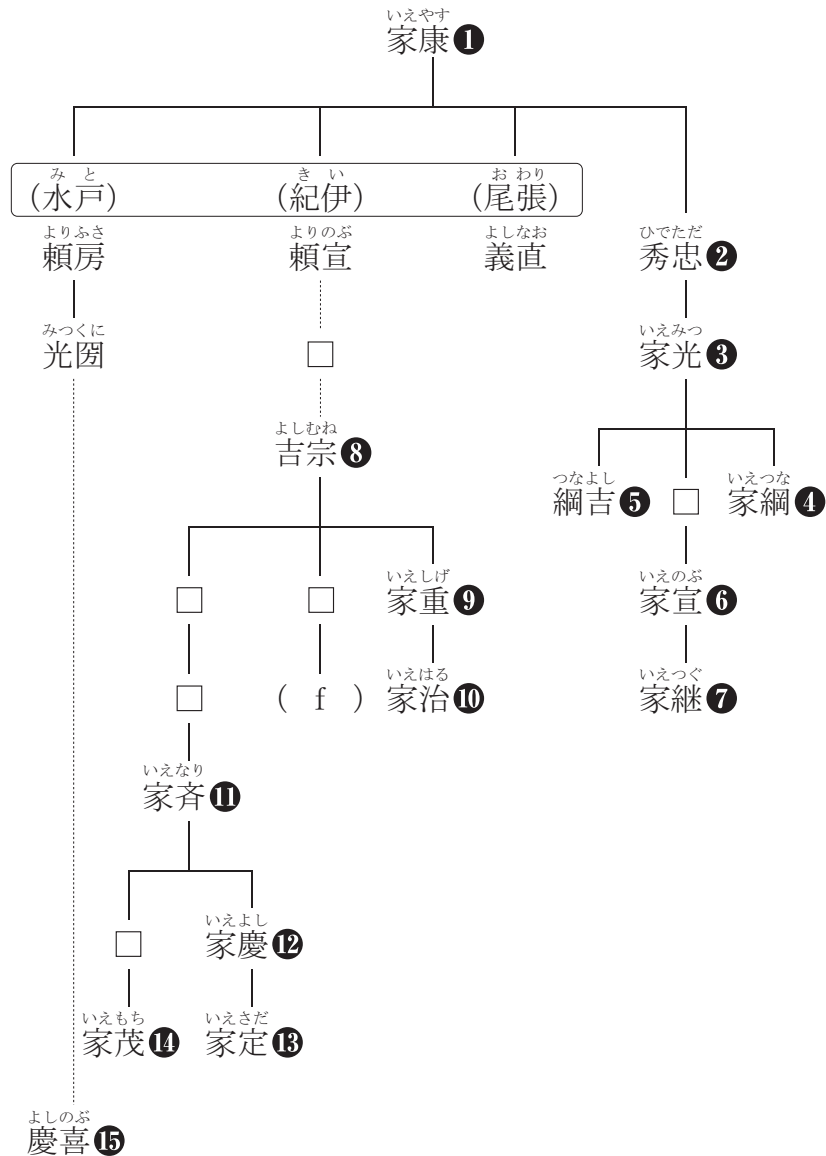 いえやす
家康❶
(水戸) (紀伊) (尾張)
みと きい おわり
よりふさ よりのぶ よしなお ひでただ
頼房 頼宣 義直 秀忠❷
みつくに いえみつ
光圀 □ 家光❸
よしむね
吉宗❽
つなよし いえつな
綱吉❺ □ 家綱❹
いえしげ いえのぶ
□ □ 家重❾ 家宣❻
いえはる いえつぐ
□ ( f ) 家治❿ 家継❼
いえなり
家斉⓫
いえよし
□ 家慶⓬
いえもち いえさだ
家茂⓮ 家定⓭
よしのぶ
慶喜⓯